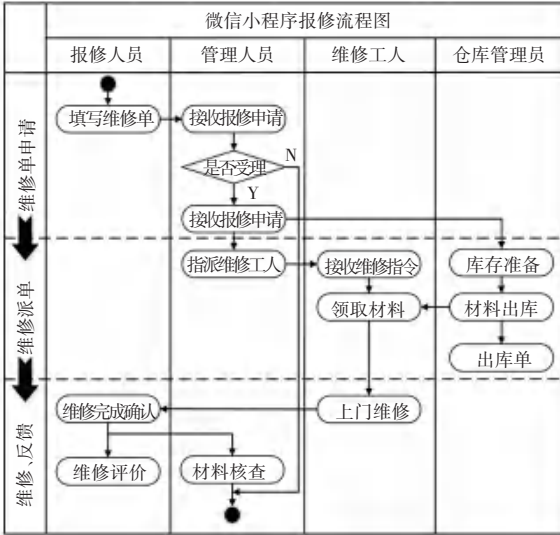 微信小程序报修流程图
报修人员
管理人员
维修工人
仓库管理员
维修单申请
填写维修单
接收报修申请
是否受理
N
Y
接收报修申请
维修派单
指派维修工人
接收维修指令
库存准备
领取材料
材料出库
出库单
维修、反馈
维修完成确认
上门维修
维修评价
材料核查